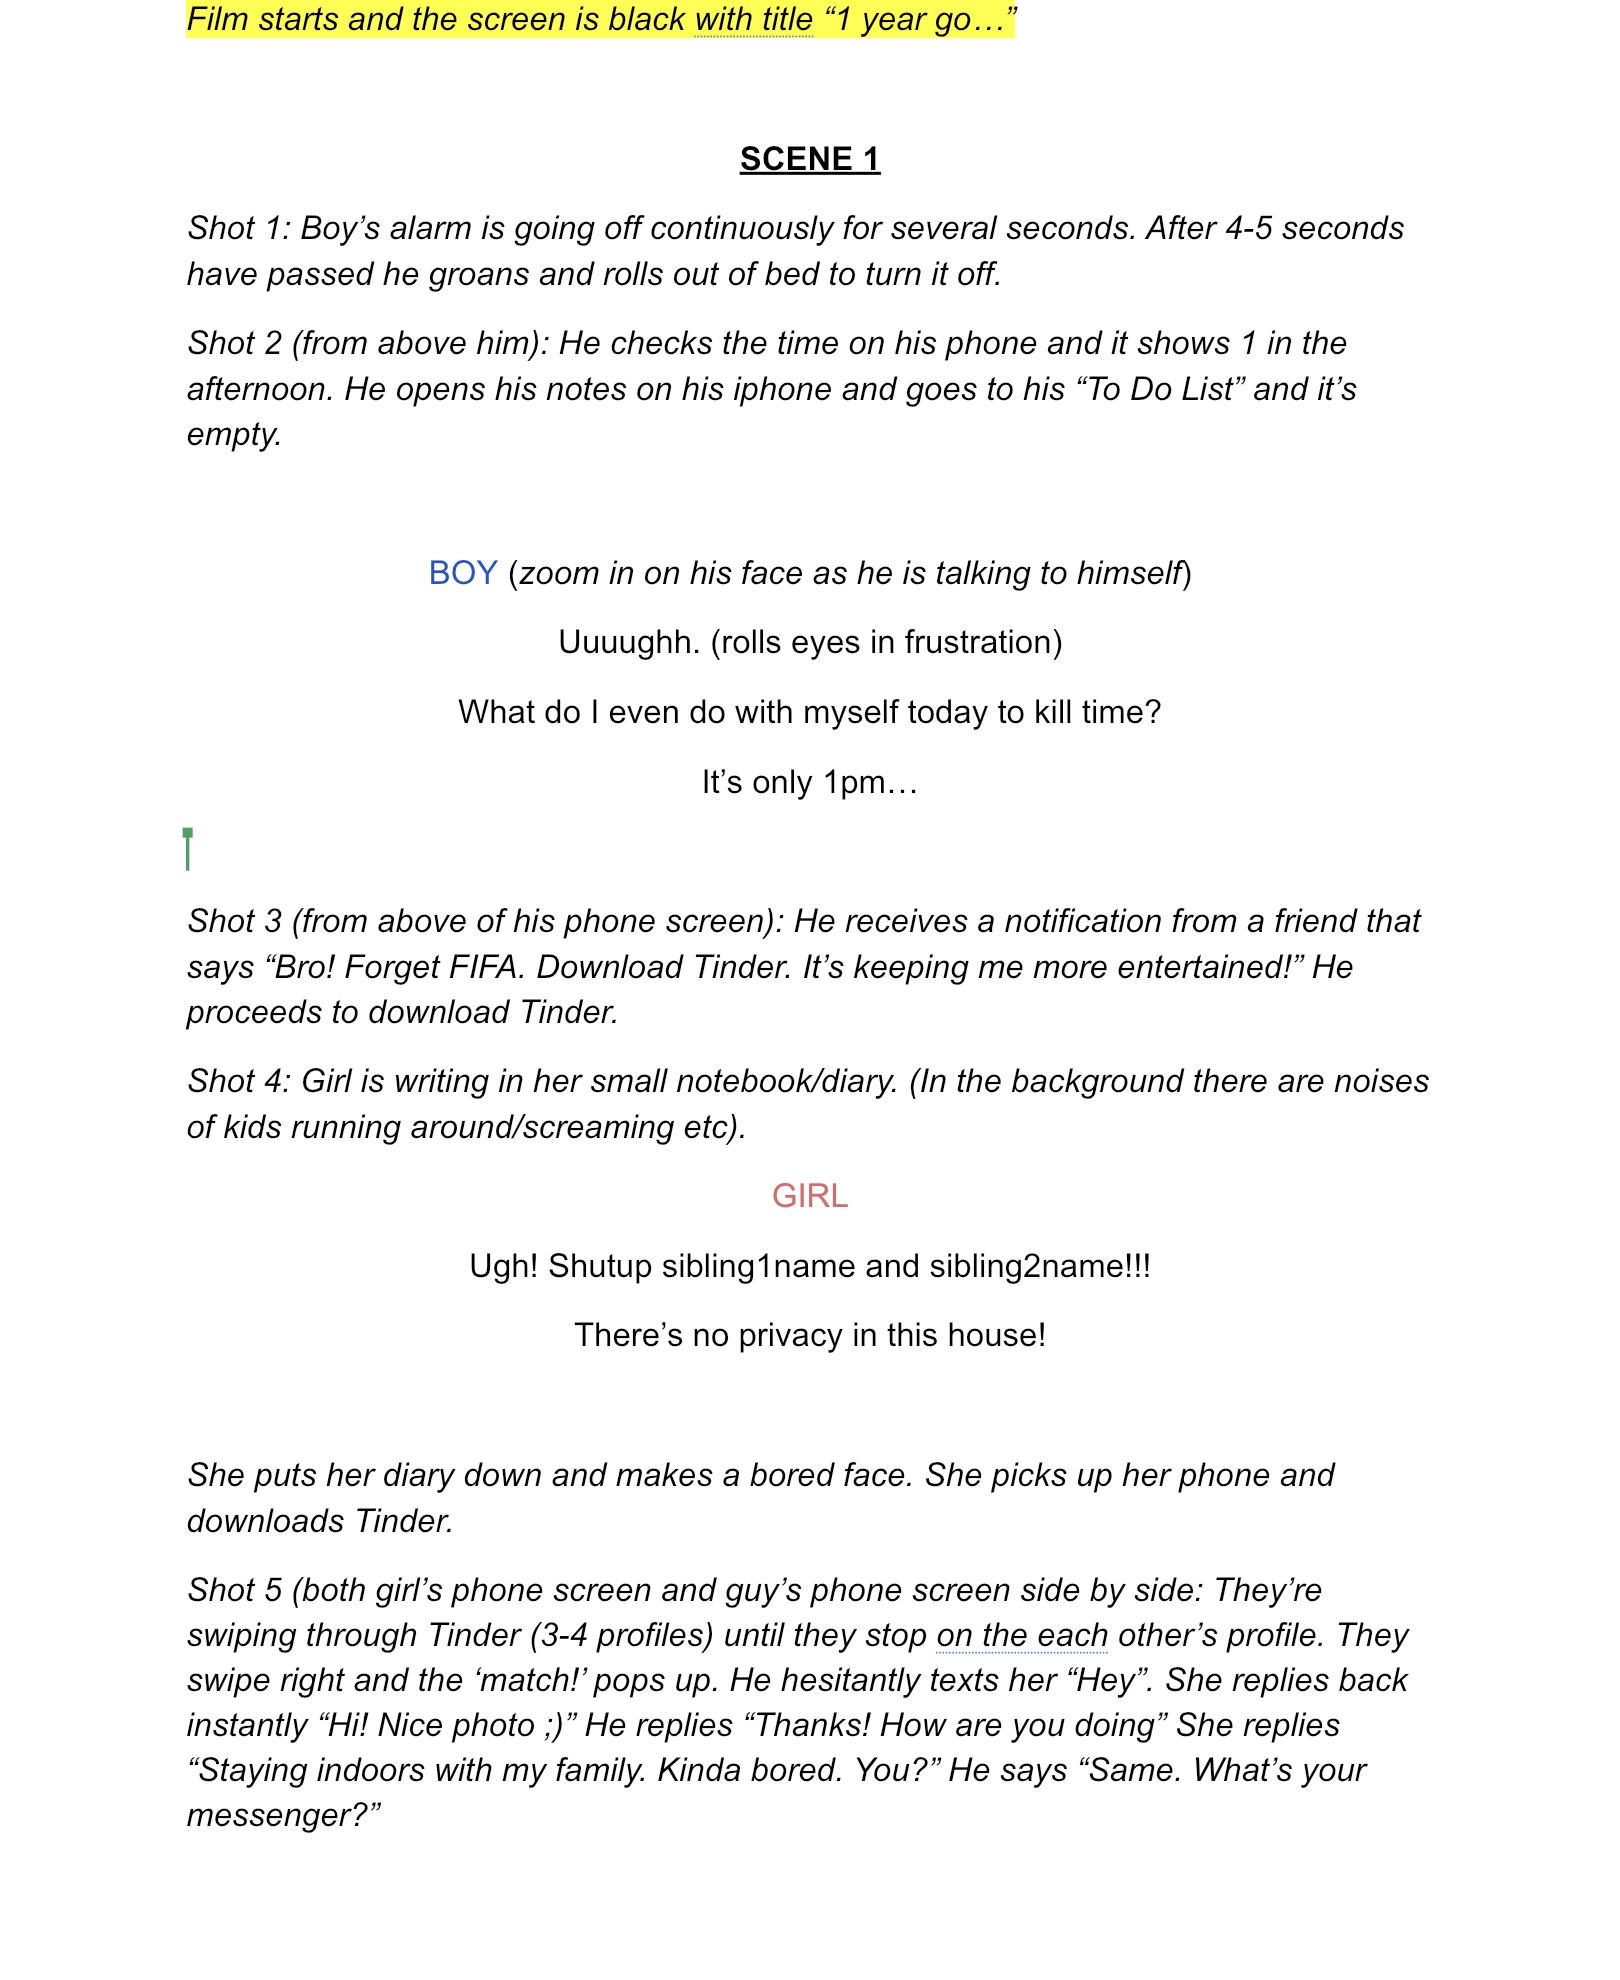 Film starts and the screen is black with title “1 year go…”
SCENE 1
Shot 1: Boy’s alarm is going off continuously for several seconds. After 4-5 seconds
have passed he groans and rolls out of bed to turn it off.
Shot 2 (from above him): He checks the time on his phone and it shows 1 in the
afternoon. He opens his notes on his iphone and goes to his “To Do List” and it’s
empty.
BOY (zoom in on his face as he is talking to himself)
Uuuughh. (rolls eyes in frustration)
What do I even do with myself today to kill time?
It’s only 1pm…
Shot 3 (from above of his phone screen): He receives a notification from a friend that
says “Bro! Forget FIFA. Download Tinder. It’s keeping me more entertained!” He
proceeds to download Tinder.
Shot 4: Girl is writing in her small notebook/diary. (In the background there are noises
of kids running around/screaming etc).
GIRL
Ugh! Shutup sibling1name and sibling2name!!!
There’s no privacy in this house!
She puts her diary down and makes a bored face. She picks up her phone and
downloads Tinder.
Shot 5 (both girl’s phone screen and guy’s phone screen side by side: They’re
swiping through Tinder (3-4 profiles) until they stop on the each other’s profile. They
swipe right and the ‘match!’ pops up. He hesitantly texts her “Hey”. She replies back
instantly “Hi! Nice photo ;)” He replies “Thanks! How are you doing” She replies
“Staying indoors with my family. Kinda bored. You?” He says “Same. What’s your
messenger?”